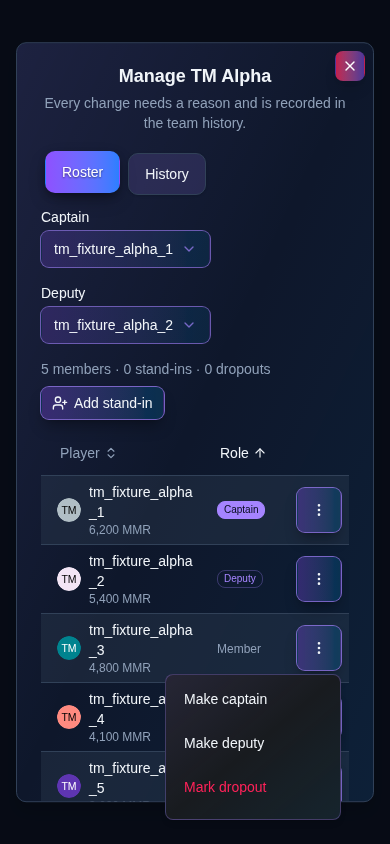 Manage TM Alpha
Every change needs a reason and is recorded in
the team history.
Roster
History
Captain
tm_fixture_alpha_1
Deputy
tm_fixture_alpha_2
5 members · 0 stand-ins · 0 dropouts
Add stand-in
Player
Role
TM
tm_fixture_alpha
_1
6,200 MMR
Captain
TM
tm_fixture_alpha
_2
5,400 MMR
Deputy
TM
tm_fixture_alpha
_3
4,800 MMR
Member
TM
tm_fixture_a
_4
4,100 MMR
TM
tm_fixture_a
_5
Make captain
Make deputy
Mark dropout